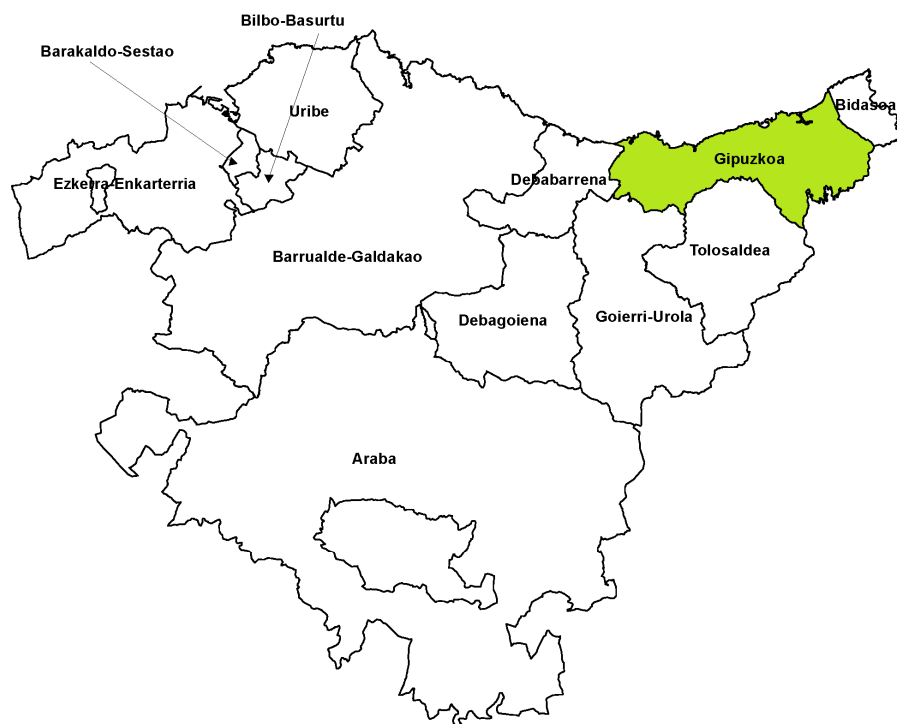 Bilbo-Basurtu
Barakaldo-Sestao
Uribe
Bidasoa
Gipuzkoa
Ezkerra-Enkarterria
Debabarrena
Tolosaldea
Barrualde-Galdakao
Debagoiena
Goierri-Urola
Araba